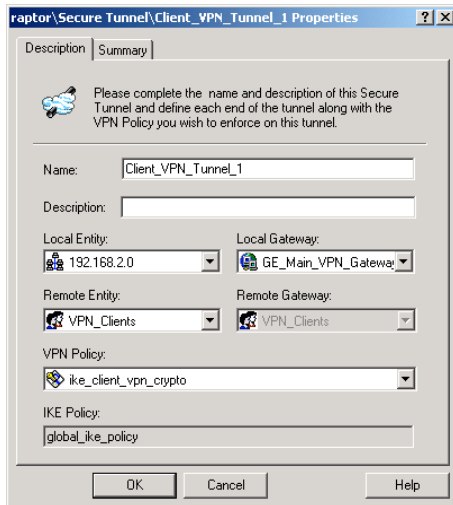 raptor\Secure Tunnel\Client_VPN_Tunnel_1 Properties
Description Summary
Please complete the name and description of this Secure
Tunnel and define each end of the tunnel along with the
VPN Policy you wish to enforce on this tunnel.
Name: Client_VPN_Tunnel_1
Description:
Local Entity: Local Gateway:
192.168.2.0 GE_Main_VPN_Gateway
Remote Entity: Remote Gateway:
VPN_Clients VPN_Clients
VPN Policy:
ike_client_vpn_crypto
IKE Policy:
global_ike_policy
OK Cancel Help